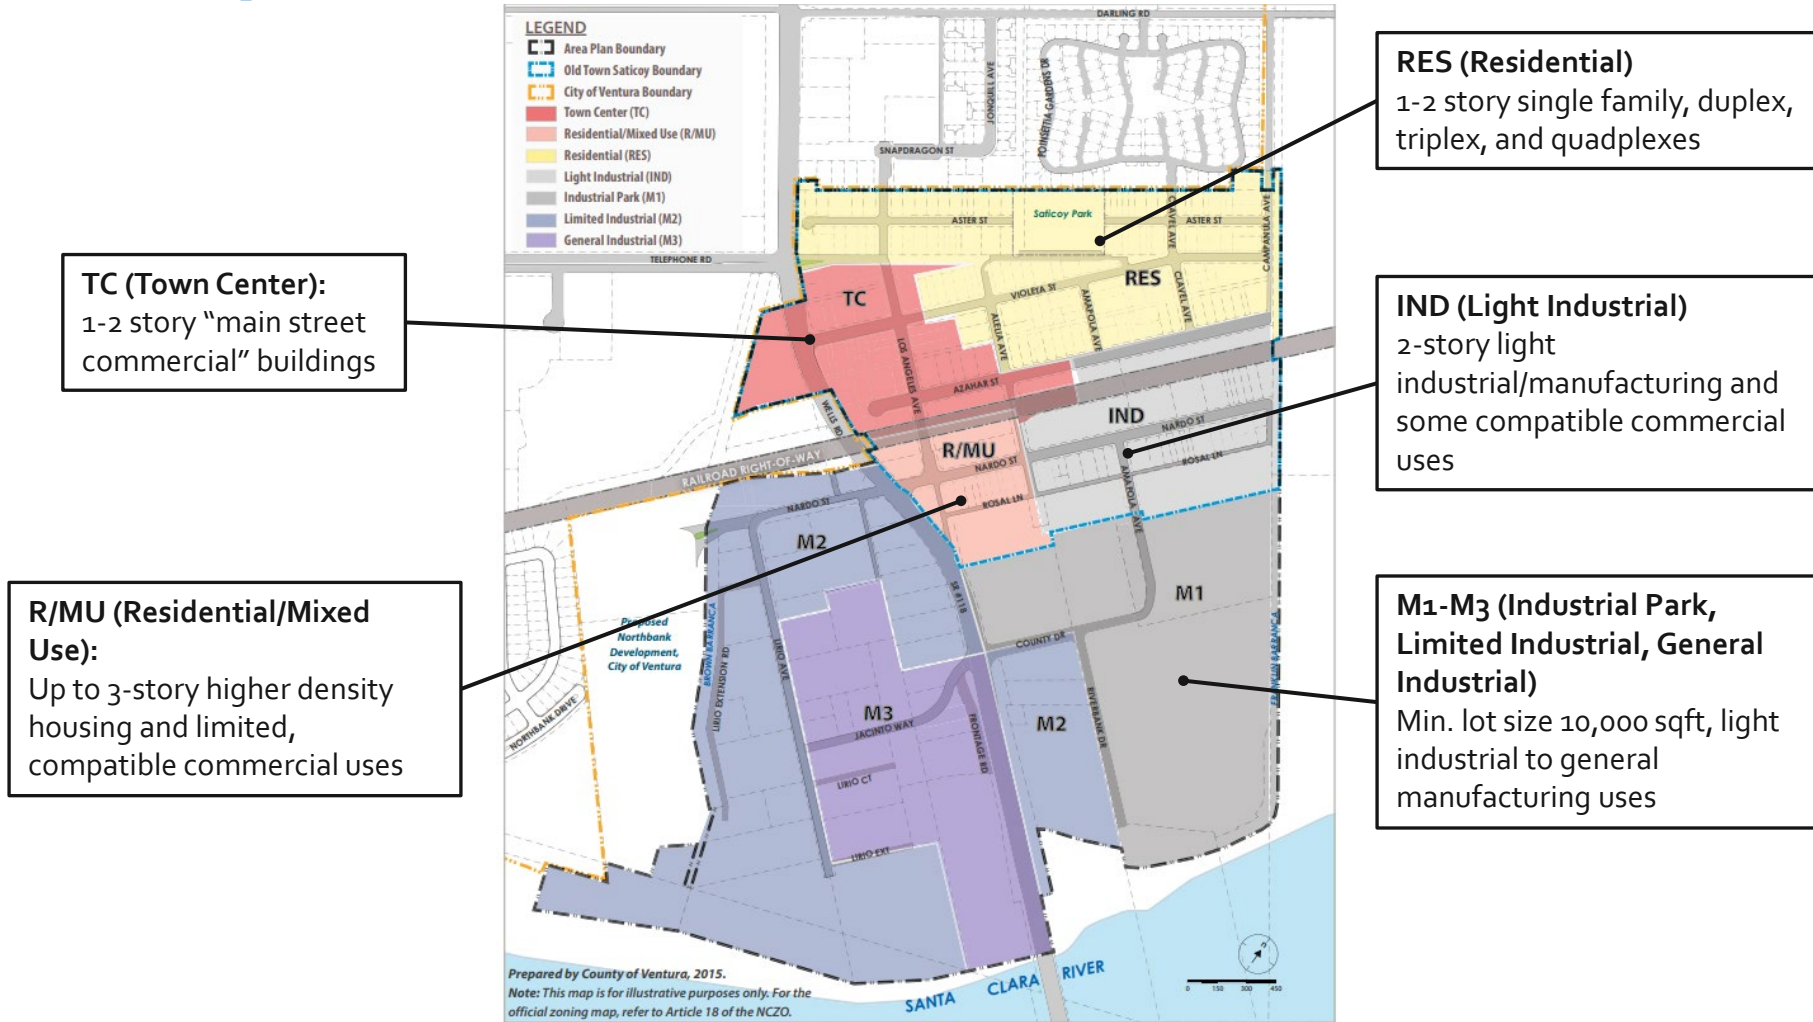 LEGEND
Area Plan Boundary
Old Town Saticoy Boundary
City of Ventura Boundary
Town Center (TC)
Residential/Mixed Use (R/MU)
Residential (RES)
Light Industrial (IND)
Industrial Park (M1)
Limited Industrial (M2)
General Industrial (M3)
DARLING RD
JONQUILL AVE
POINSETTIA GARDENS DR
SNAPDRAGON ST
TELEPHONE RD
ASTER ST
Saticoy Park
CLAVEL AVE
ASTER ST
CAMPANULA AVE
RES
TC
VIOLETA ST
ALELIA AVE
AMAPOLA AVE
CLAVEL AVE
LOS ANGELES AVE
AZAHAR ST
WELLS RD
IND
NARDO ST
ROSAL LN
AMAPOLA AVE
R/MU
NARDO ST
ROSAL LN
RAILROAD RIGHT-OF-WAY
NARDO ST
M2
SR #118
M1
COUNTY DR
FRANKLIN BARRANCA
Proposed
Northbank
Development,
City of Ventura
BROWN BARRANCA
LIRIO EXTENSION RD
LIRIO AVE
NORTHBANK DRIVE
M3
JACINTO WAY
FRONTAGE RD
M2
RIVERBANK DR
LIRIO CT
LIRIO EXT
SANTA CLARA RIVER
0 150 300 450
Prepared by County of Ventura, 2015.
Note: This map is for illustrative purposes only. For the
official zoning map, refer to Article 18 of the NCZO.
TC (Town Center):
1-2 story “main street
commercial” buildings
R/MU (Residential/Mixed
Use):
Up to 3-story higher density
housing and limited,
compatible commercial uses
RES (Residential)
1-2 story single family, duplex,
triplex, and quadplexes
IND (Light Industrial)
2-story light
industrial/manufacturing and
some compatible commercial
uses
M1-M3 (Industrial Park,
Limited Industrial, General
Industrial)
Min. lot size 10,000 sqft, light
industrial to general
manufacturing uses